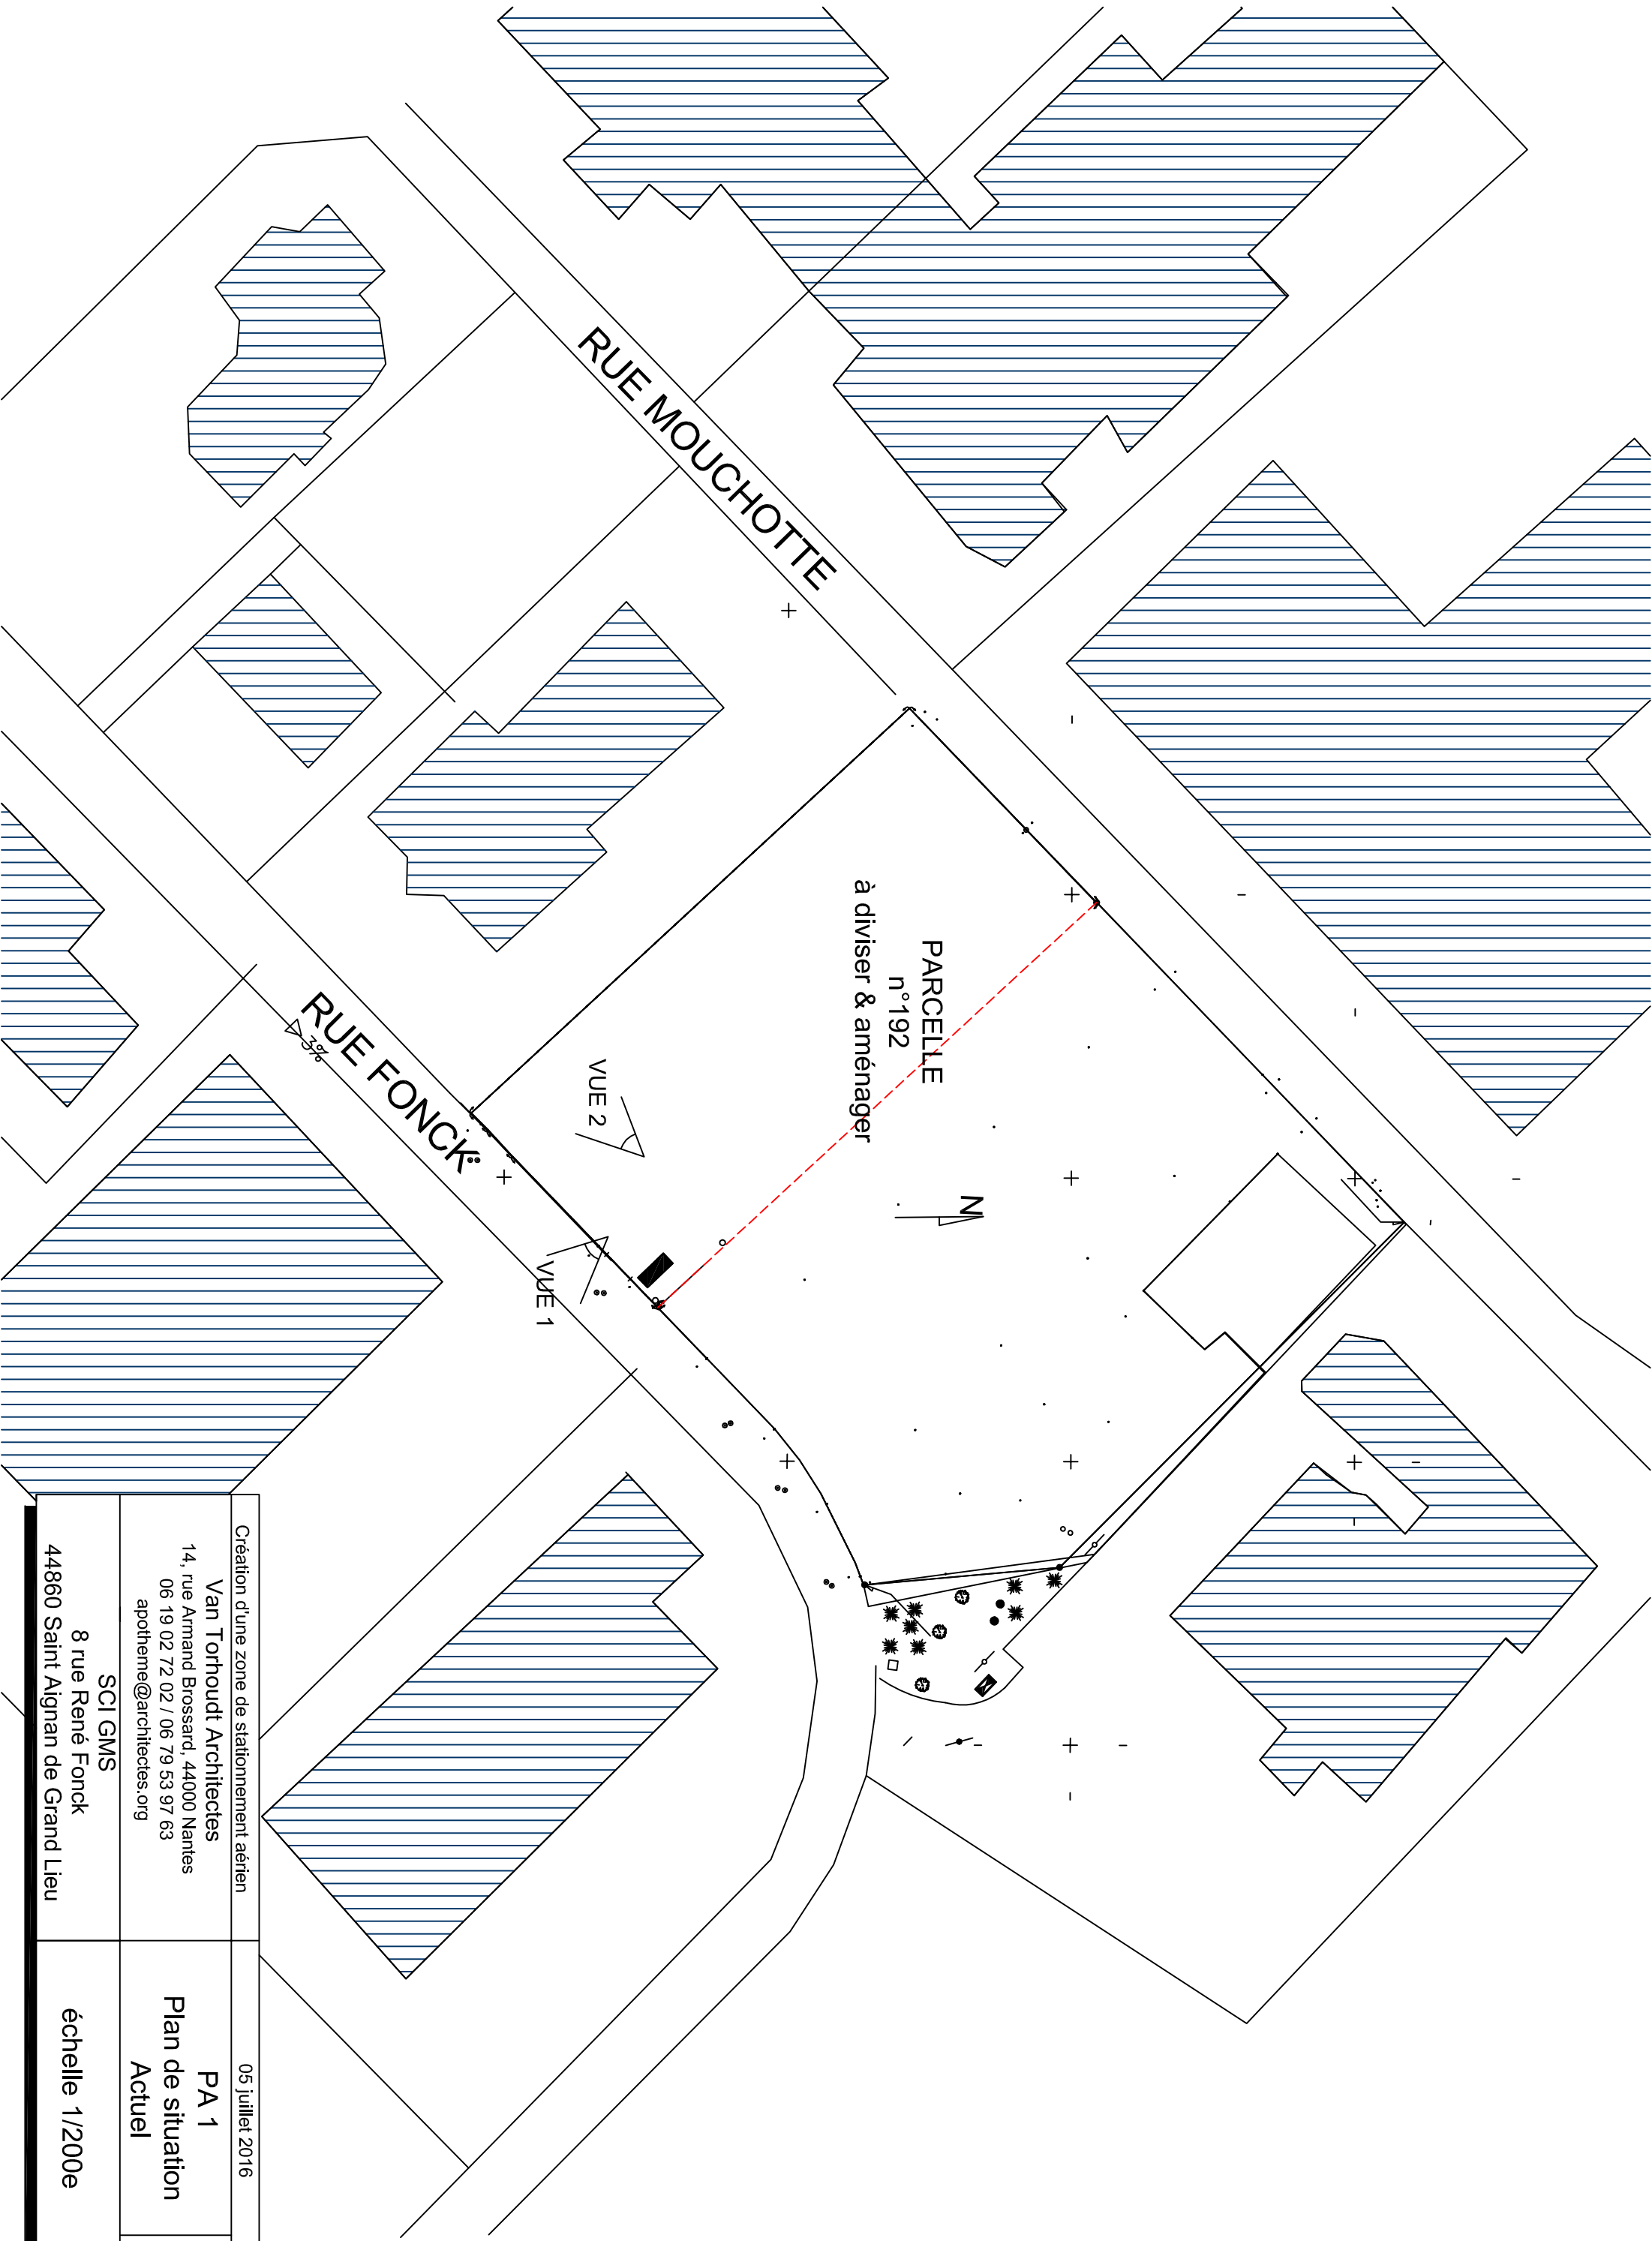 RUE MOUCHOTTE
PARCELLE
n°192
à diviser & aménager
N
VUE 2
VUE 1
RUE FONCK
3%
Création d'une zone de stationnement aérien
05 juillet 2016
Van Torhoudt Architectes
14, rue Armand Brossard, 44000 Nantes
06 19 02 72 02 / 06 79 53 97 63
apotheme@architectes.org
PA 1
Plan de situation
Actuel
SCI GMS
8 rue René Fonck
44860 Saint Aignan de Grand Lieu
échelle 1/200e